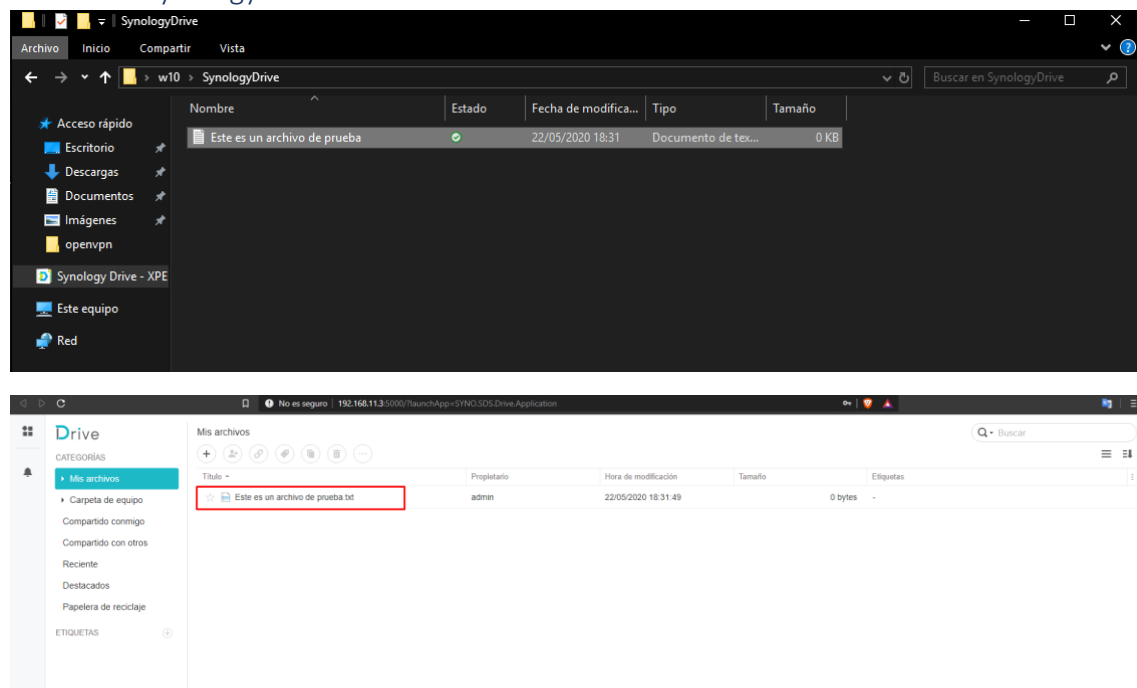 SynologyDrive
Archivo Inicio Compartir Vista
w10 > SynologyDrive
Buscar en SynologyDrive
Nombre Estado Fecha de modifica... Tipo Tamaño
Acceso rápido
Este es un archivo de prueba 22/05/2020 18:31 Documento de tex... 0 KB
Escritorio
Descargas
Documentos
Imágenes
openvpn
Synology Drive - XPE
Este equipo
Red
No es seguro | 192.168.11.3:5000/?launchApp=SYNO.SDS.Drive.Application
Drive
Mis archivos
Buscar
CATEGORÍAS
Mis archivos
Título Propietario Hora de modificación Tamaño Etiquetas
Carpeta de equipo
Este es un archivo de prueba.txt admin 22/05/2020 18:31:49 0 bytes -
Compartido conmigo
Compartido con otros
Reciente
Destacados
Papelera de reciclaje
ETIQUETAS